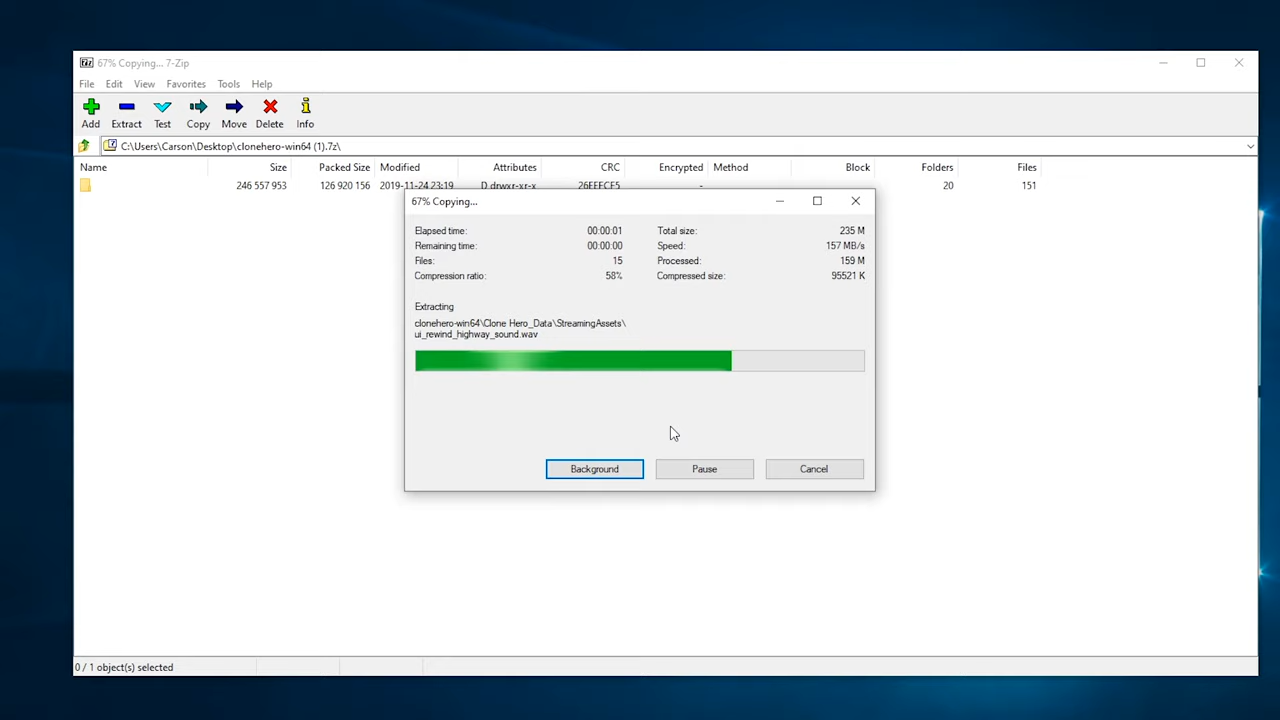 67% Copying... 7-Zip
File Edit View Favorites Tools Help
Add Extract Test Copy Move Delete Info
C:\Users\Carson\Desktop\clonehero-win64 (1).7z\
Name Size Packed Size Modified Attributes CRC Encrypted Method Block Folders Files
246 557 953 126 920 156 2019-11-24 23:19 D drwxr-xr-x 26EEFCF5 - 20 151
67% Copying...
Elapsed time: 00:00:01 Total size: 235 M
Remaining time: 00:00:00 Speed: 157 MB/s
Files: 15 Processed: 159 M
Compression ratio: 58% Compressed size: 95521 K
Extracting
clonehero-win64\Clone Hero_Data\StreamingAssets\
ui_rewind_highway_sound.wav
Background Pause Cancel
0 / 1 object(s) selected